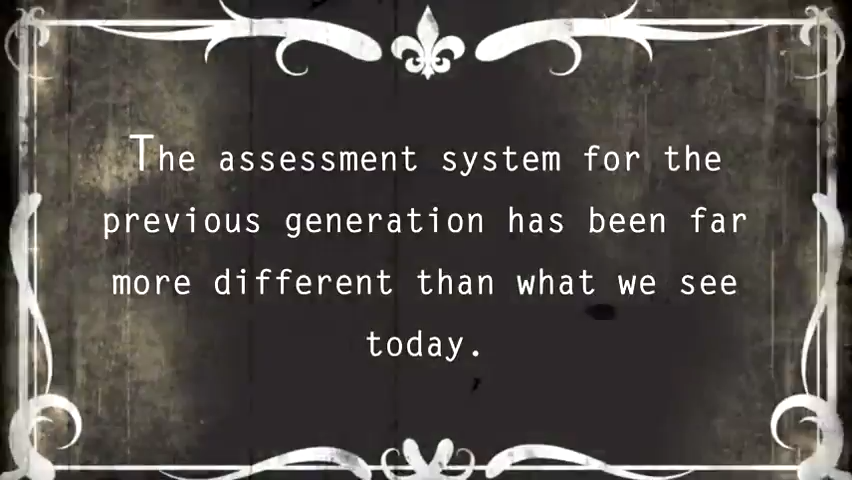 The assessment system for the
previous generation has been far
more different than what we see
today.